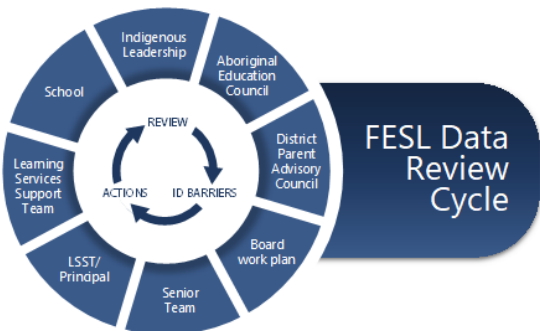 Indigenous
Leadership
Aboriginal
Education
Council
District
Parent
Advisory
Council
Board
work plan
Senior
Team
LSST/
Principal
Learning
Services
Support
Team
School
REVIEW
ID BARRIERS
ACTIONS
FESL Data
Review
Cycle